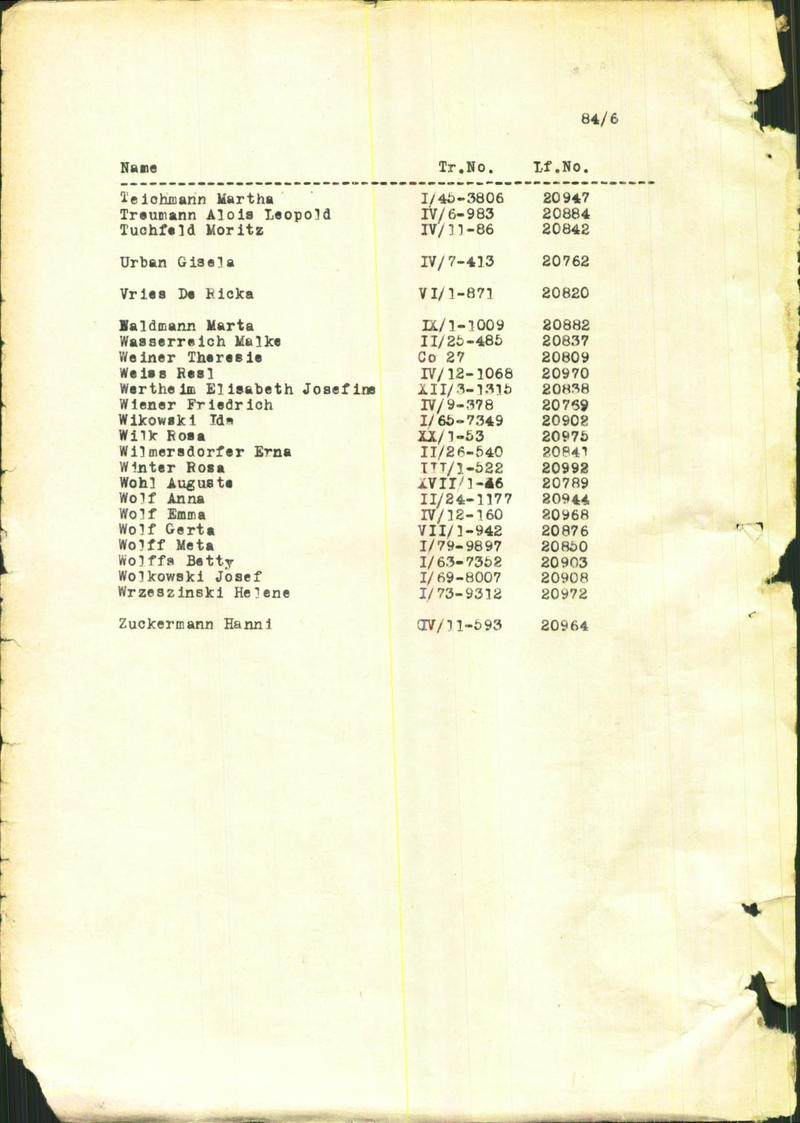 84/6
Name Tr.No. Lf.No.
Teichmann Martha I/45-3806 20947
Treumann Alois Leopold IV/6-983 20884
Tuchfeld Moritz IV/11-86 20842
Urban Gisela IV/7-413 20762
Vries De Ricka VI/1-871 20820
Waldmann Marta IX/1-1009 20882
Wasserreich Malke II/25-485 20837
Weiner Theresie Co 27 20809
Weiss Resl IV/12-1068 20970
Wertheim Elisabeth Josefine XII/3-1315 20838
Wiener Friedrich IV/9-378 20769
Wikowski Ida I/65-7349 20902
Wilk Rosa XX/1-53 20975
Wilmersdorfer Erna II/26-540 20841
Winter Rosa III/1-522 20992
Wohl Auguste XVII/1-46 20789
Wolf Anna II/24-1177 20944
Wolf Emma IV/12-160 20968
Wolf Gerta VII/1-942 20876
Wolff Meta I/79-9897 20850
Wolffs Betty I/63-7352 20903
Wolkowski Josef I/69-8007 20908
Wrzeszinski Helene I/73-9312 20972
Zuckermann Hanni IV/11-593 20964